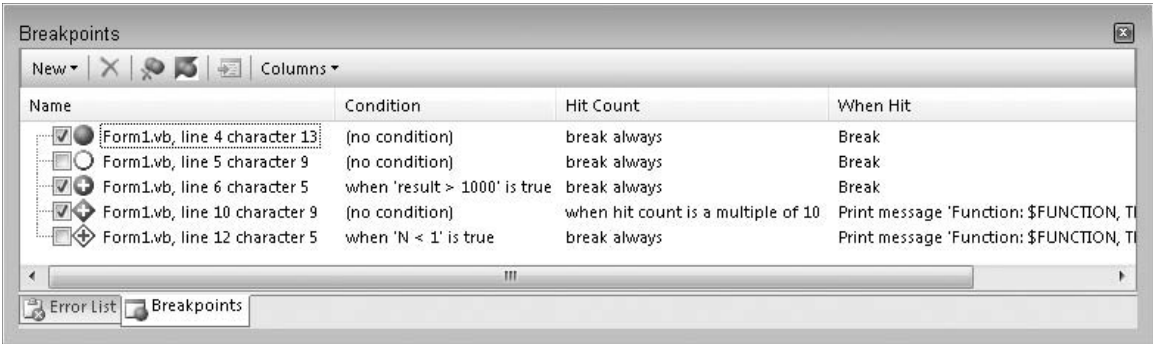 Breakpoints
New Columns
Name Condition Hit Count When Hit
Form1.vb, line 4 character 13 (no condition) break always Break
Form1.vb, line 5 character 9 (no condition) break always Break
Form1.vb, line 6 character 5 when 'result > 1000' is true break always Break
Form1.vb, line 10 character 9 (no condition) when hit count is a multiple of 10 Print message 'Function: $FUNCTION,
Form1.vb, line 12 character 5 when 'N < 1' is true break always Print message 'Function: $FUNCTION,
Error List Breakpoints